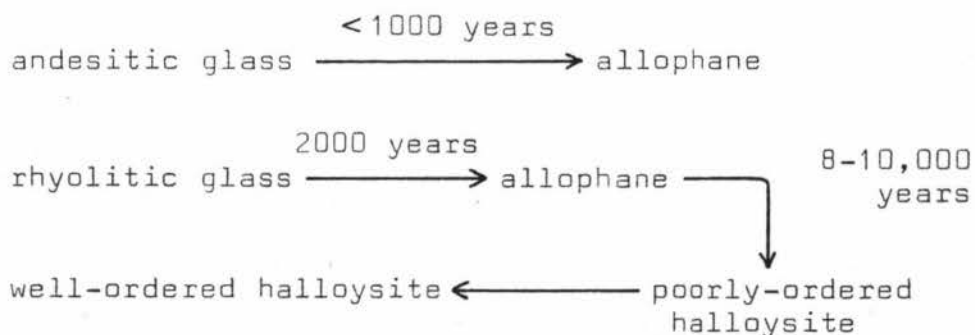 < 1000 years
andesitic glass → allophane
2000 years
rhyolitic glass → allophane
8-10,000
years
well-ordered halloysite ← poorly-ordered
halloysite